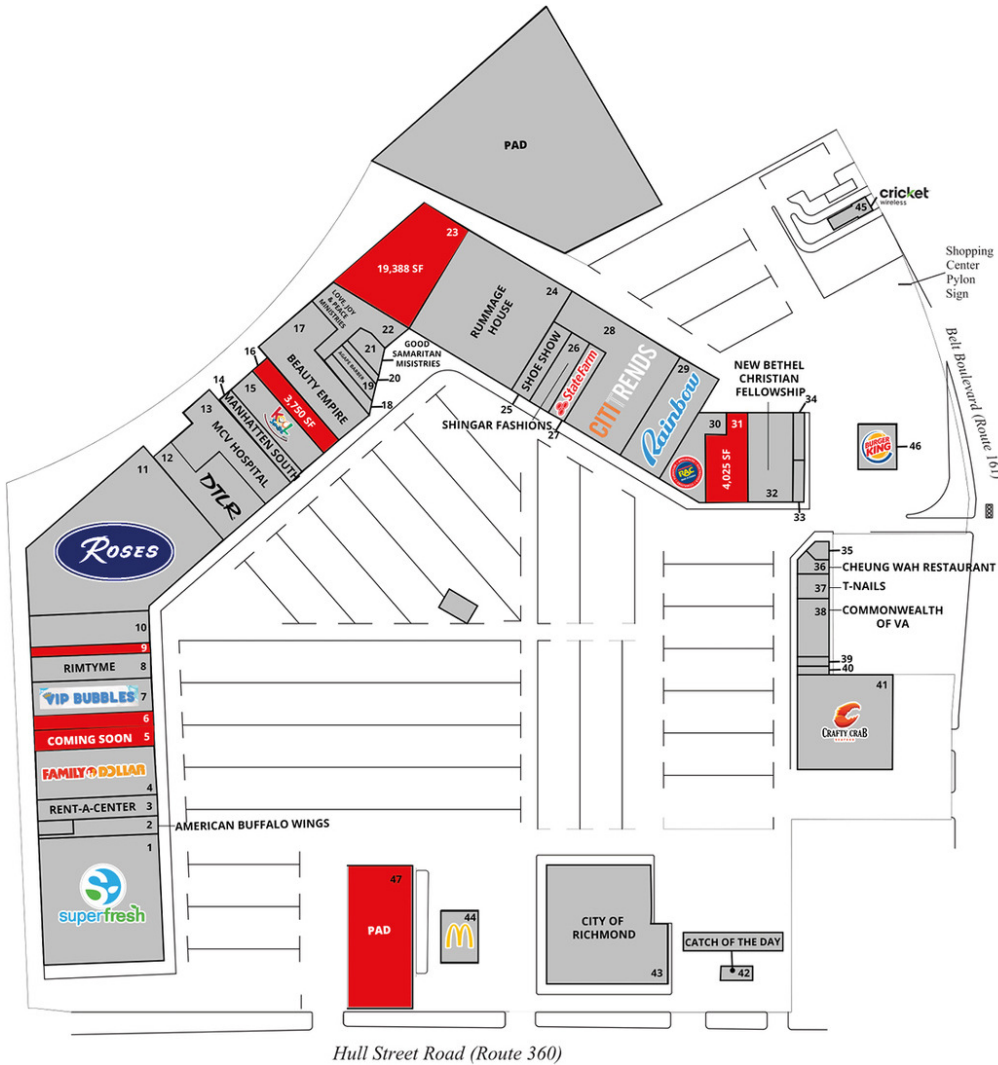 PAD
cricket
wireless
45
Shopping
Center
Pylon
Sign
Belt Boulevard (Route 161)
23
19,388 SF
24
RUMMAGE
HOUSE
LOVE, JOY
& PEACE
MINISTRIES
17
BEAUTY EMPIRE
22
21
AGAPE BARBER
19
GOOD
SAMARITAN
MISISTRIES
20
18
16
3,750 SF
15
14
MANHATTEN SOUTH
13
MCV HOSPITAL
12
DTLR
11
ROSES
SHOE SHOW
25
26
StateFarm
SHINGAR FASHIONS
27
28
CITITRENDS
29
Rainbow
NEW BETHEL
CHRISTIAN
FELLOWSHIP
34
30
RAC
31
4,025 SF
32
33
BURGER
KING
46
35
36
CHEUNG WAH RESTAURANT
37
T-NAILS
38
COMMONWEALTH
OF VA
39
40
41
CRAFTY CRAB
10
9
RIMTYME
8
VIP BUBBLES
7
6
COMING SOON
5
FAMILY DOLLAR
4
RENT-A-CENTER
3
2
AMERICAN BUFFALO WINGS
1
superfresh
47
PAD
44
CITY OF
RICHMOND
43
CATCH OF THE DAY
42
Hull Street Road (Route 360)